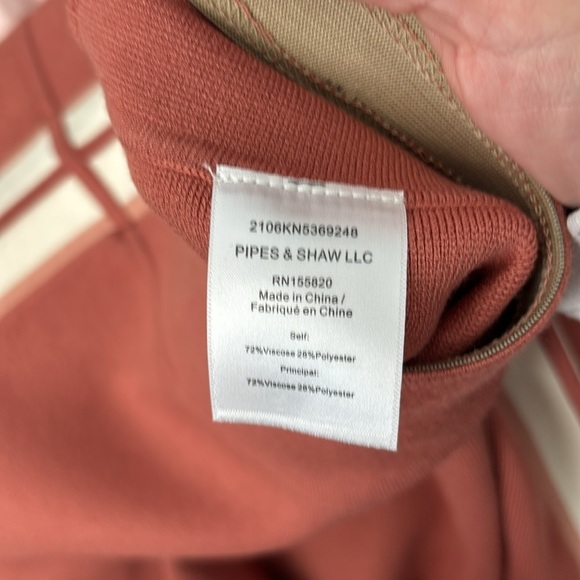 2106KN5369248
PIPES & SHAW LLC
RN155820
Made in China /
Fabriqué en Chine
Self:
72%Viscose 28%Polyester
Principal:
72%Viscose 28%Polyester